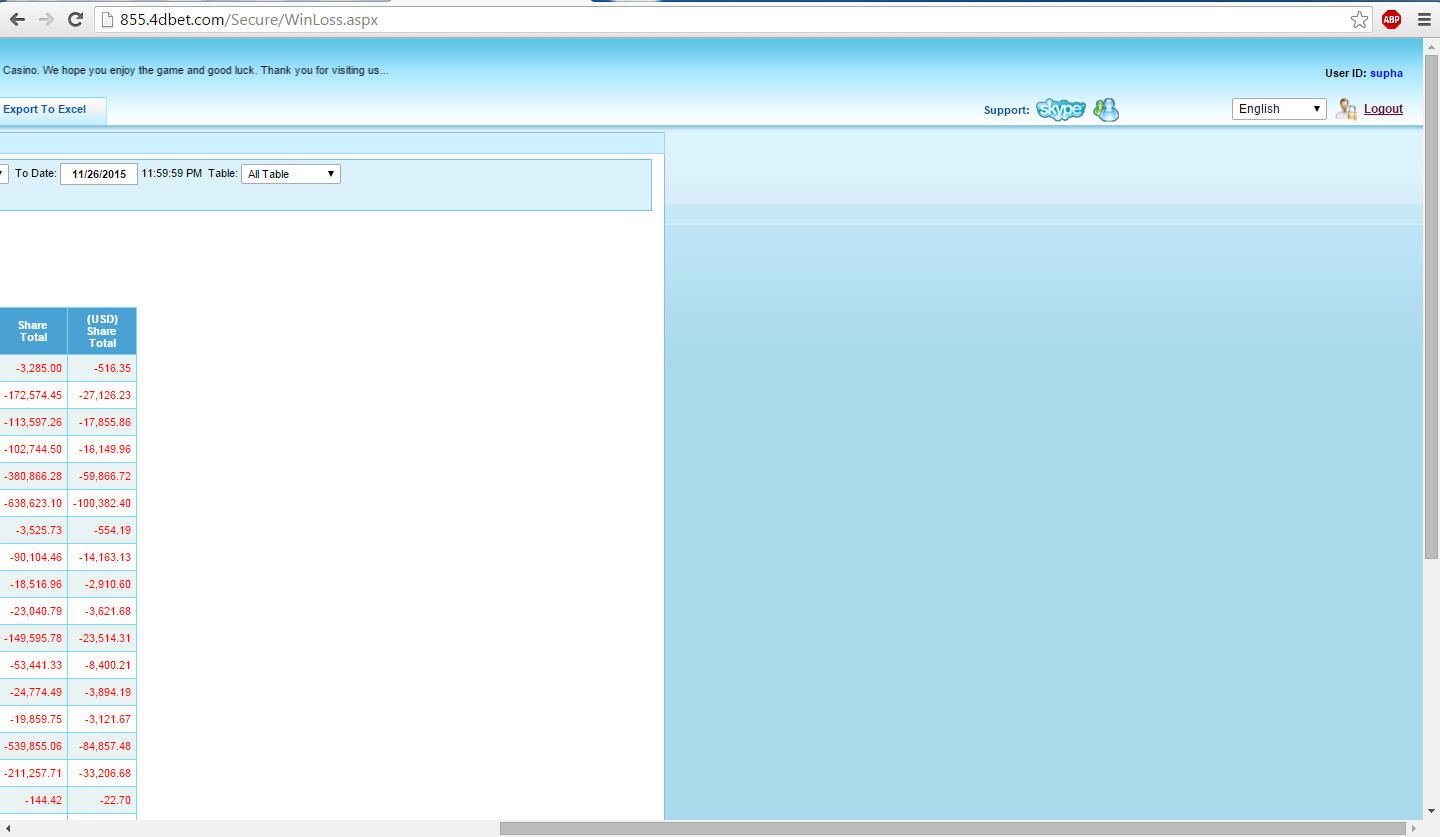 855.4dbet.com/Secure/WinLoss.aspx
ABP
Casino. We hope you enjoy the game and good luck. Thank you for visiting us...
User ID: supha
Export To Excel
Support: skype
English
Logout
To Date: 11/26/2015 11:59:59 PM Table: All Table
Share Total
(USD) Share Total
-3,285.00 -516.35
-172,574.45 -27,126.23
-113,597.26 -17,855.86
-102,744.50 -16,149.96
-380,866.28 -59,866.72
-638,623.10 -100,382.40
-3,525.73 -554.19
-90,104.46 -14,163.13
-18,516.96 -2,910.60
-23,040.79 -3,621.68
-149,595.78 -23,514.31
-53,441.33 -8,400.21
-24,774.49 -3,894.19
-19,859.75 -3,121.67
-539,855.06 -84,857.48
-211,257.71 -33,206.68
-144.42 -22.70